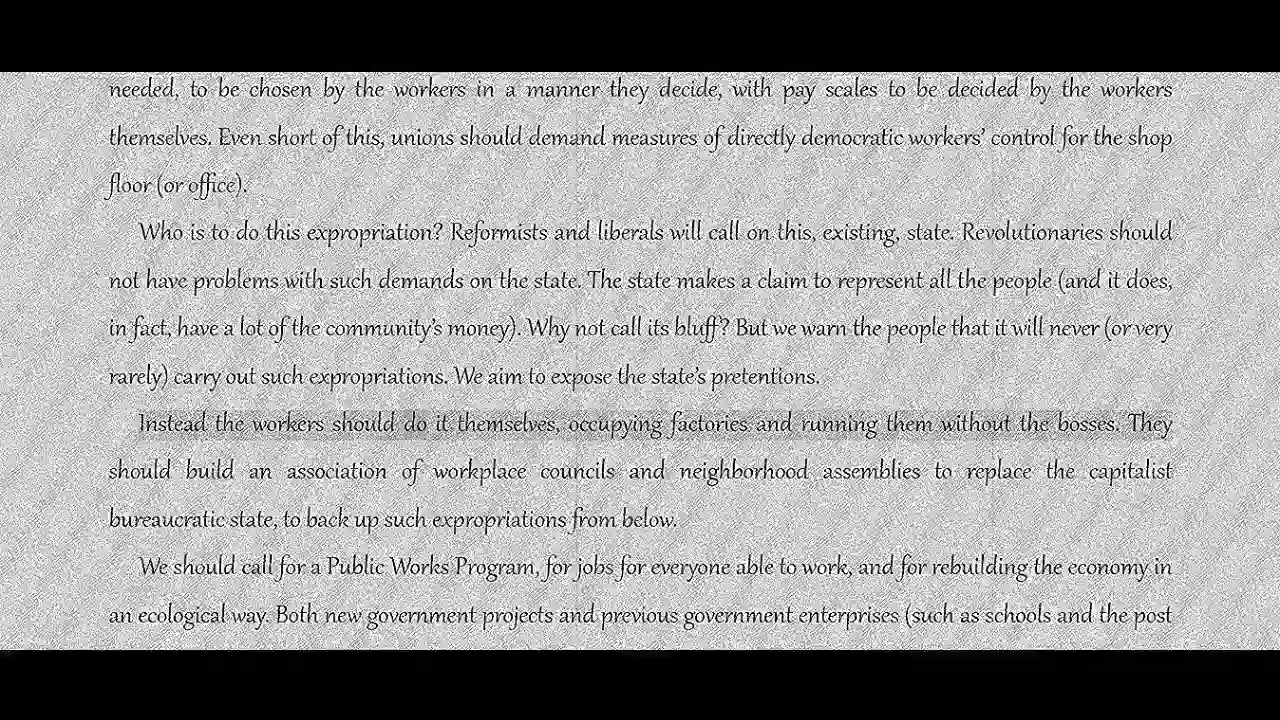 needed, to be chosen by the workers in a manner they decide, with pay scales to be decided by the workers
themselves. Even short of this, unions should demand measures of directly democratic workers’ control for the shop
floor (or office).
Who is to do this expropriation? Reformists and liberals will call on this, existing, state. Revolutionaries should
not have problems with such demands on the state. The state makes a claim to represent all the people (and it does,
in fact, have a lot of the community’s money). Why not call its bluff? But we warn the people that it will never (or very
rarely) carry out such expropriations. We aim to expose the state’s pretentions.
Instead the workers should do it themselves, occupying factories and running them without the bosses. They
should build an association of workplace councils and neighborhood assemblies to replace the capitalist
bureaucratic state, to back up such expropriations from below.
We should call for a Public Works Program, for jobs for everyone able to work, and for rebuilding the economy in
an ecological way. Both new government projects and previous government enterprises (such as schools and the post